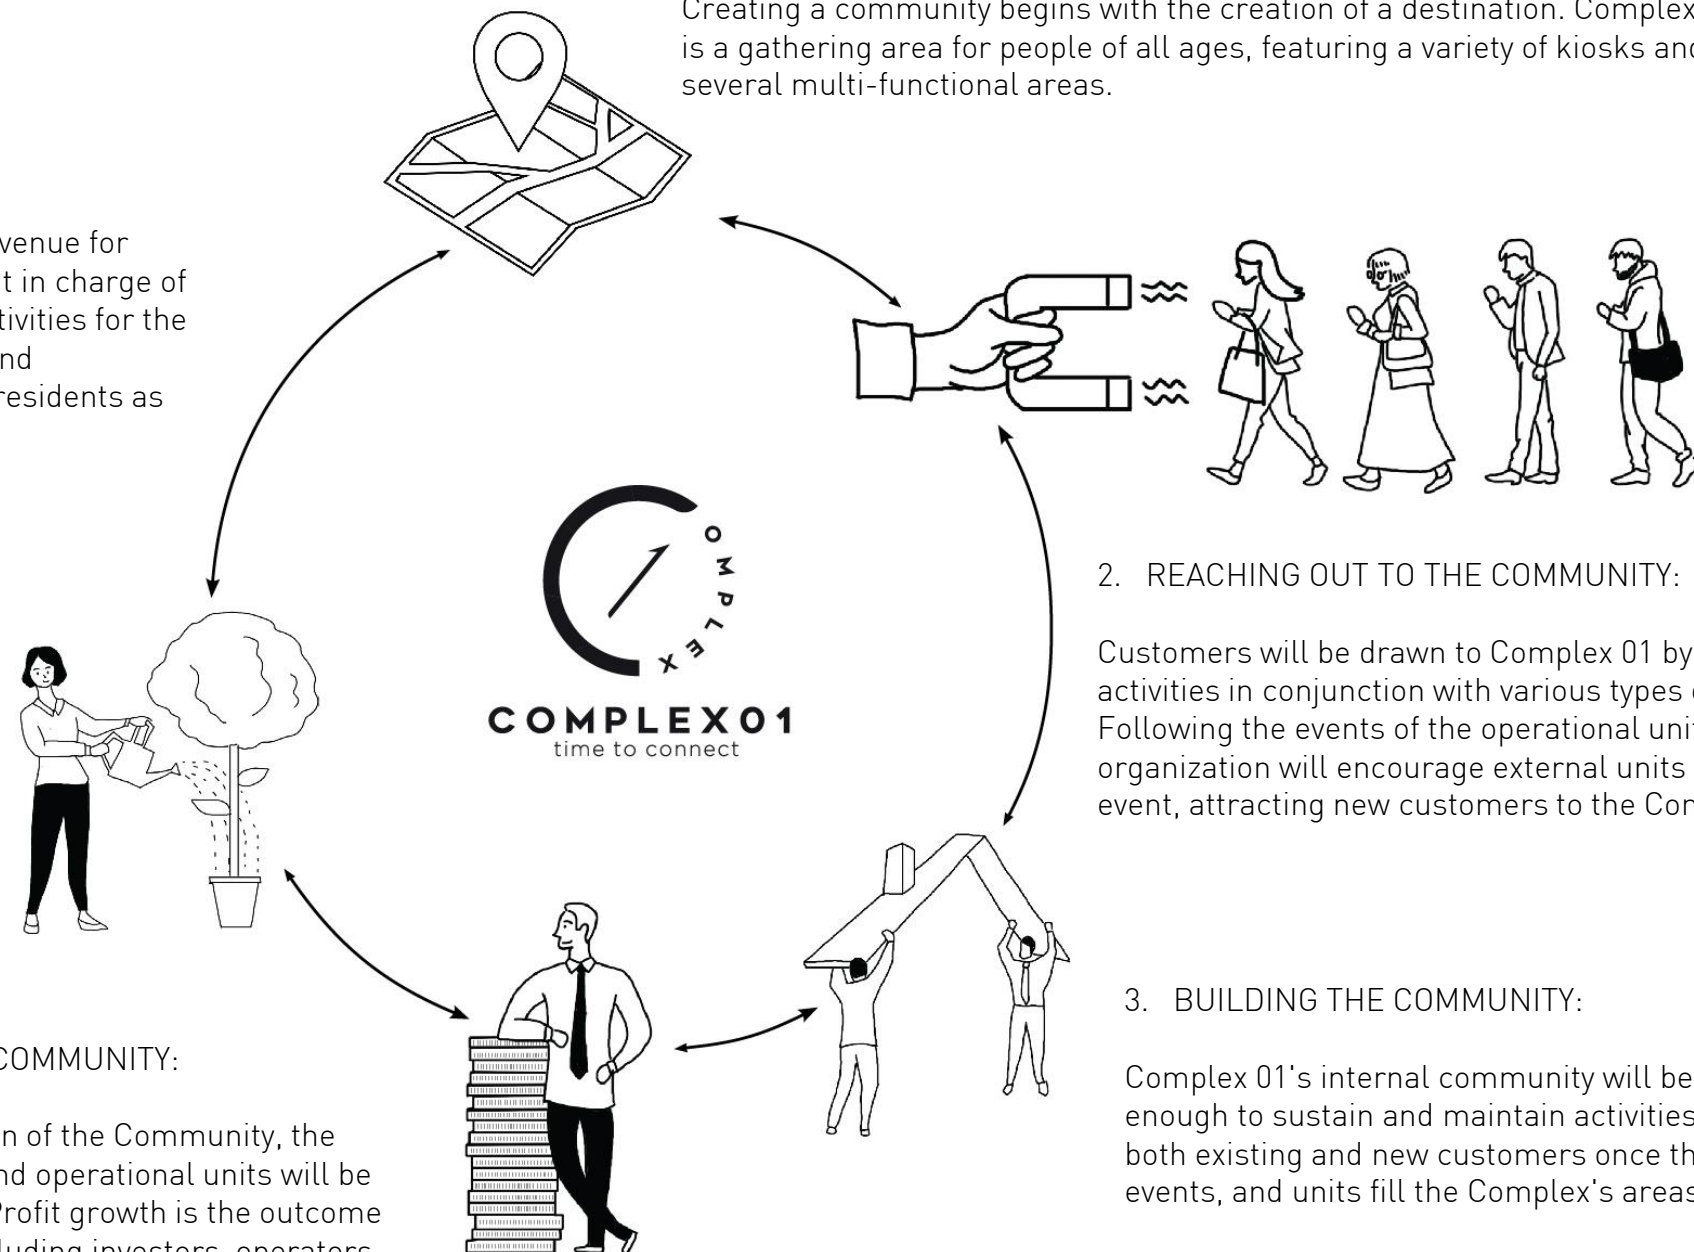 Creating a community begins with the creation of a destination. Complex
is a gathering area for people of all ages, featuring a variety of kiosks and
several multi-functional areas.
venue for
t in charge of
tivities for the
nd
residents as
C OMPLEX
COMPLEX01
time to connect
2. REACHING OUT TO THE COMMUNITY:
Customers will be drawn to Complex 01 by
activities in conjunction with various types
Following the events of the operational uni
organization will encourage external units
event, attracting new customers to the Com
3. BUILDING THE COMMUNITY:
Complex 01's internal community will be
enough to sustain and maintain activities
both existing and new customers once th
events, and units fill the Complex's areas
COMMUNITY:
n of the Community, the
nd operational units will be
Profit growth is the outcome
luding investors, operators